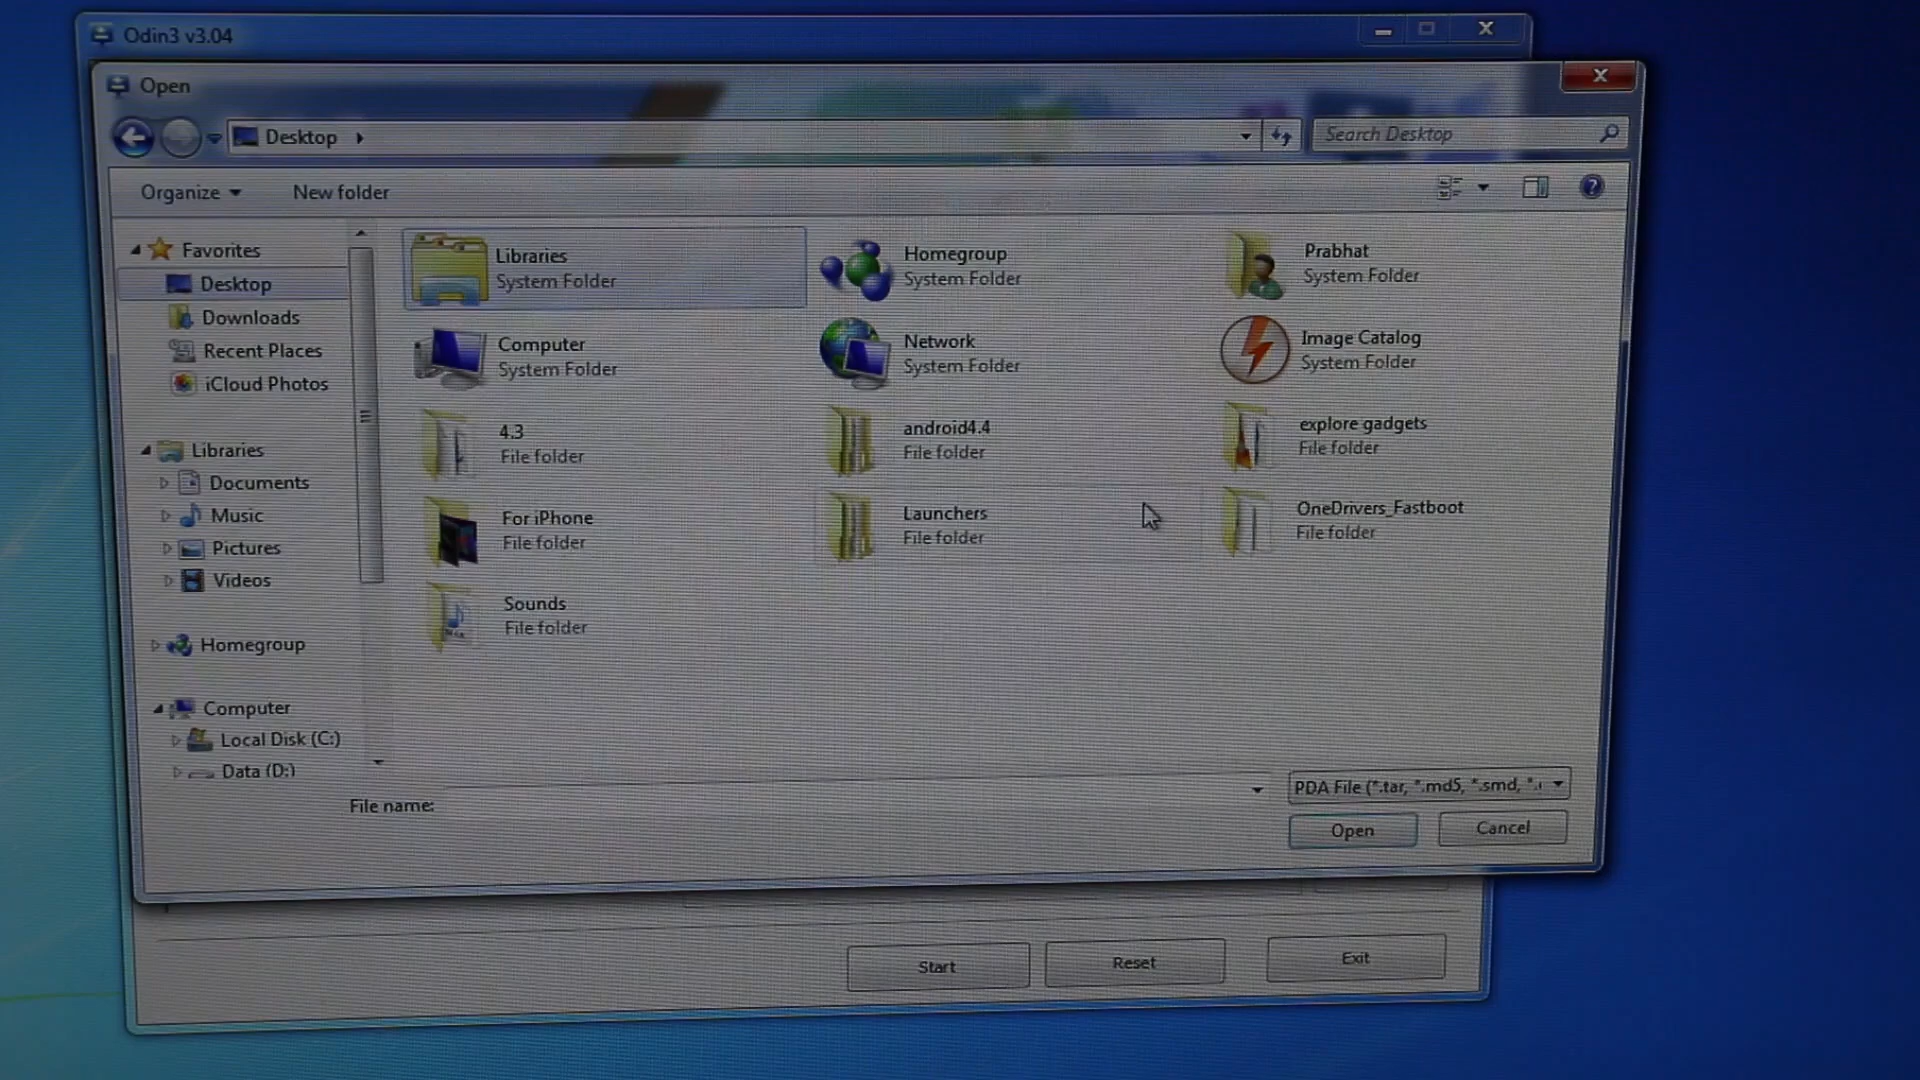 Odin3 v3.04
Open
Desktop
Search Desktop
Organize
New folder
Favorites
Desktop
Downloads
Recent Places
iCloud Photos
Libraries
Documents
Music
Pictures
Videos
Homegroup
Computer
Local Disk (C:)
Data (D:)
Libraries
System Folder
Homegroup
System Folder
Prabhat
System Folder
Computer
System Folder
Network
System Folder
Image Catalog
System Folder
4.3
File folder
android4.4
File folder
explore gadgets
File folder
For iPhone
File folder
Launchers
File folder
OneDrivers_Fastboot
File folder
Sounds
File folder
File name:
PDA File (*.tar, *.md5, *.smd, *.
Open
Cancel
Start
Reset
Exit